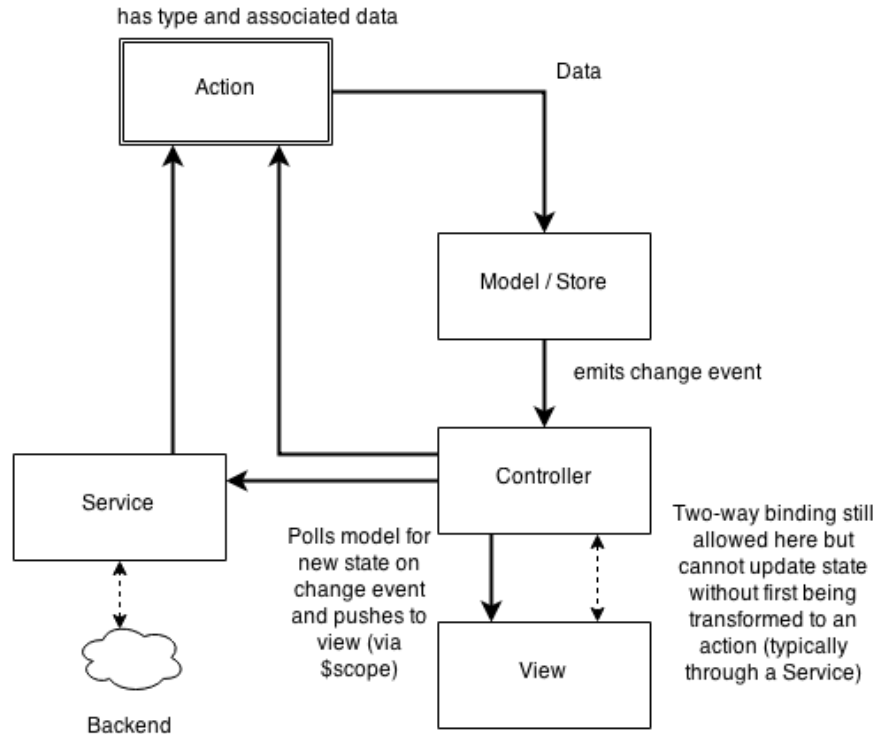 has type and associated data
Action
Data
Model / Store
emits change event
Controller
Service
Polls model for
new state on
change event
and pushes to
view (via
$scope)
Two-way binding still
allowed here but
cannot update state
without first being
transformed to an
action (typically
through a Service)
View
Backend